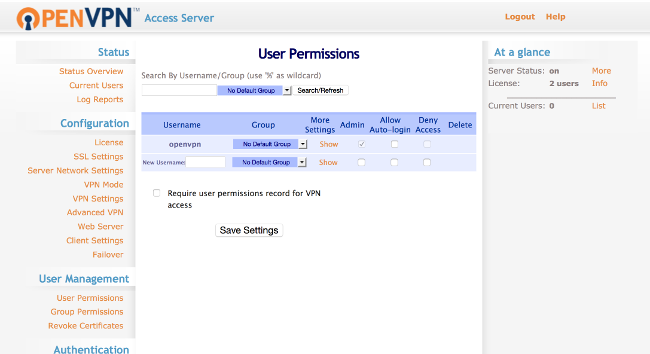 OPENVPN™ Access Server
Logout Help
Status
Status Overview
Current Users
Log Reports
Configuration
License
SSL Settings
Server Network Settings
VPN Mode
VPN Settings
Advanced VPN
Web Server
Client Settings
Failover
User Management
User Permissions
Group Permissions
Revoke Certificates
Authentication
User Permissions
Search By Username/Group (use '%' as wildcard)
No Default Group Search/Refresh
Username Group More Settings Admin Allow Auto-login Deny Access Delete
openvpn No Default Group Show
New Username: No Default Group Show
Require user permissions record for VPN
access
Save Settings
At a glance
Server Status: on More
License: 2 users Info
Current Users: 0 List